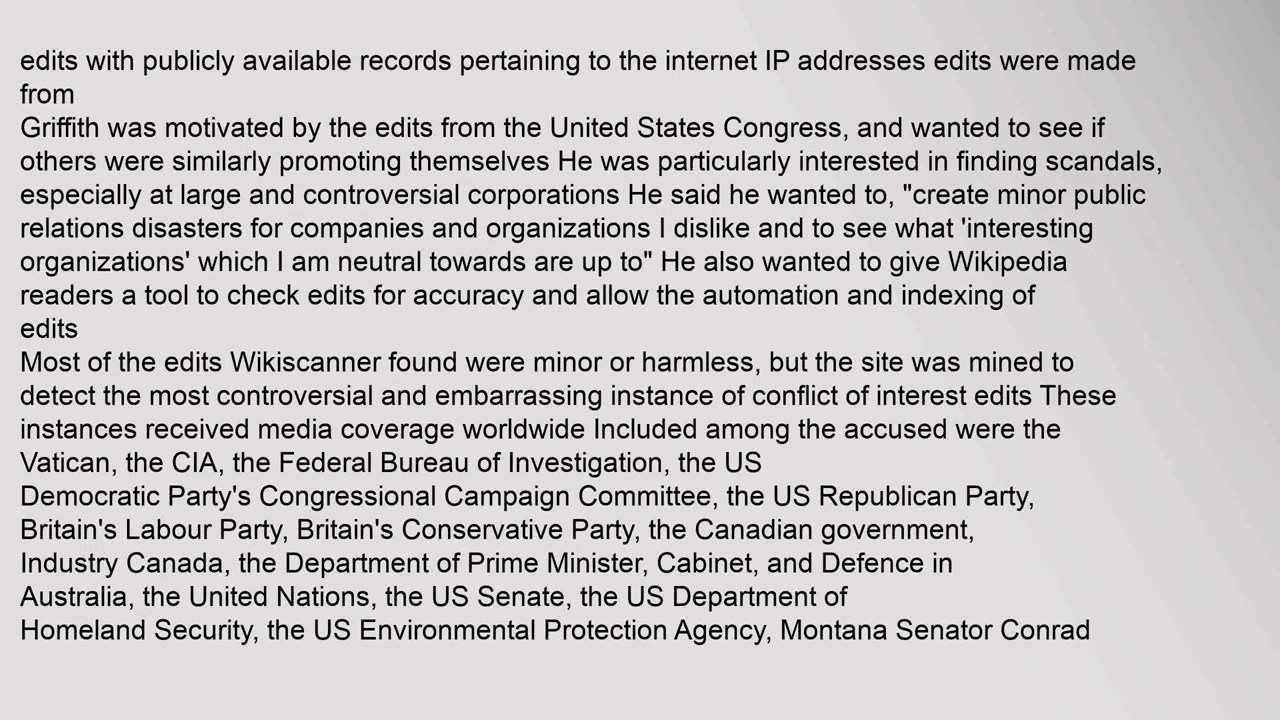 edits with publicly available records pertaining to the internet IP addresses edits were made
from
Griffith was motivated by the edits from the United States Congress, and wanted to see if
others were similarly promoting themselves He was particularly interested in finding scandals,
especially at large and controversial corporations He said he wanted to, "create minor public
relations disasters for companies and organizations I dislike and to see what 'interesting
organizations' which I am neutral towards are up to" He also wanted to give Wikipedia
readers a tool to check edits for accuracy and allow the automation and indexing of
edits
Most of the edits Wikiscanner found were minor or harmless, but the site was mined to
detect the most controversial and embarrassing instance of conflict of interest edits These
instances received media coverage worldwide Included among the accused were the
Vatican, the CIA, the Federal Bureau of Investigation, the US
Democratic Party's Congressional Campaign Committee, the US Republican Party,
Britain's Labour Party, Britain's Conservative Party, the Canadian government,
Industry Canada, the Department of Prime Minister, Cabinet, and Defence in
Australia, the United Nations, the US Senate, the US Department of
Homeland Security, the US Environmental Protection Agency, Montana Senator Conrad